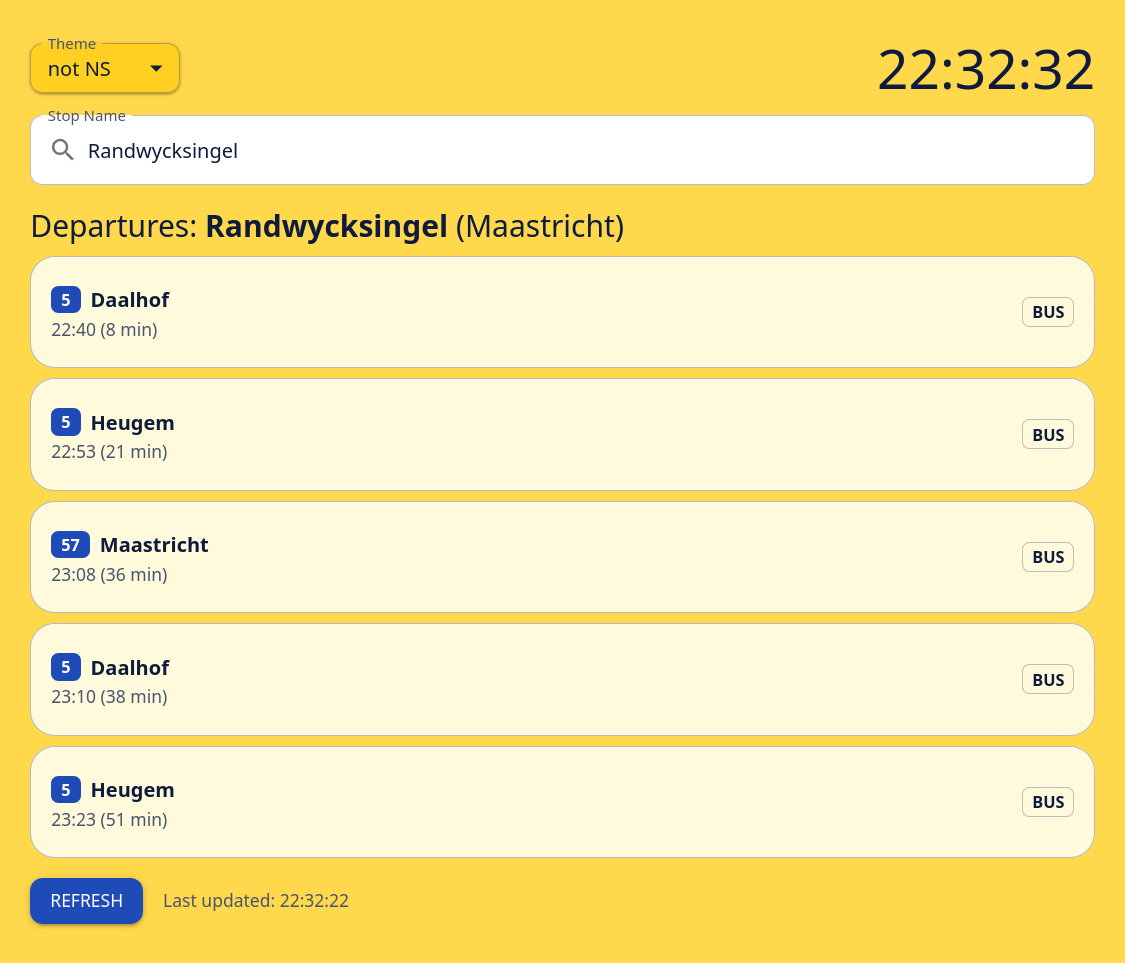 Theme
not NS
22:32:32
Stop Name
Randwycksingel
Departures: Randwycksingel (Maastricht)
5 Daalhof
22:40 (8 min)
BUS
5 Heugem
22:53 (21 min)
BUS
57 Maastricht
23:08 (36 min)
BUS
5 Daalhof
23:10 (38 min)
BUS
5 Heugem
23:23 (51 min)
BUS
REFRESH
Last updated: 22:32:22